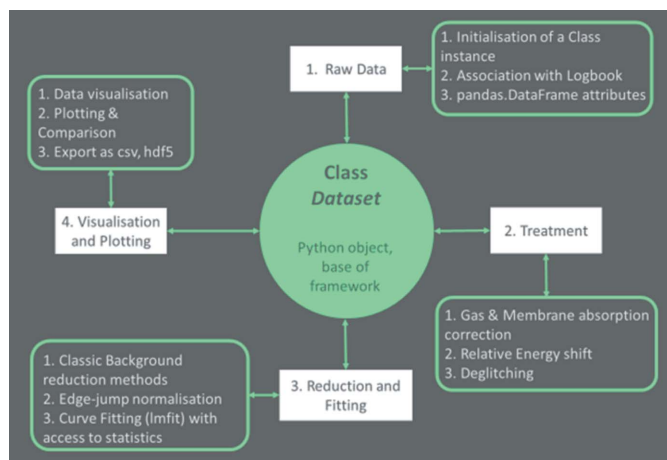 1. Raw Data
1. Initialisation of a Class
instance
2. Association with Logbook
3. pandas.DataFrame attributes
1. Data visualisation
2. Plotting &
Comparison
3. Export as csv, hdf5
4. Visualisation
and Plotting
Class
Dataset
Python object,
base of
framework
2. Treatment
1. Gas & Membrane absorption
correction
2. Relative Energy shift
3. Deglitching
3. Reduction and
Fitting
1. Classic Background
reduction methods
2. Edge-jump normalisation
3. Curve Fitting (lmfit) with
access to statistics